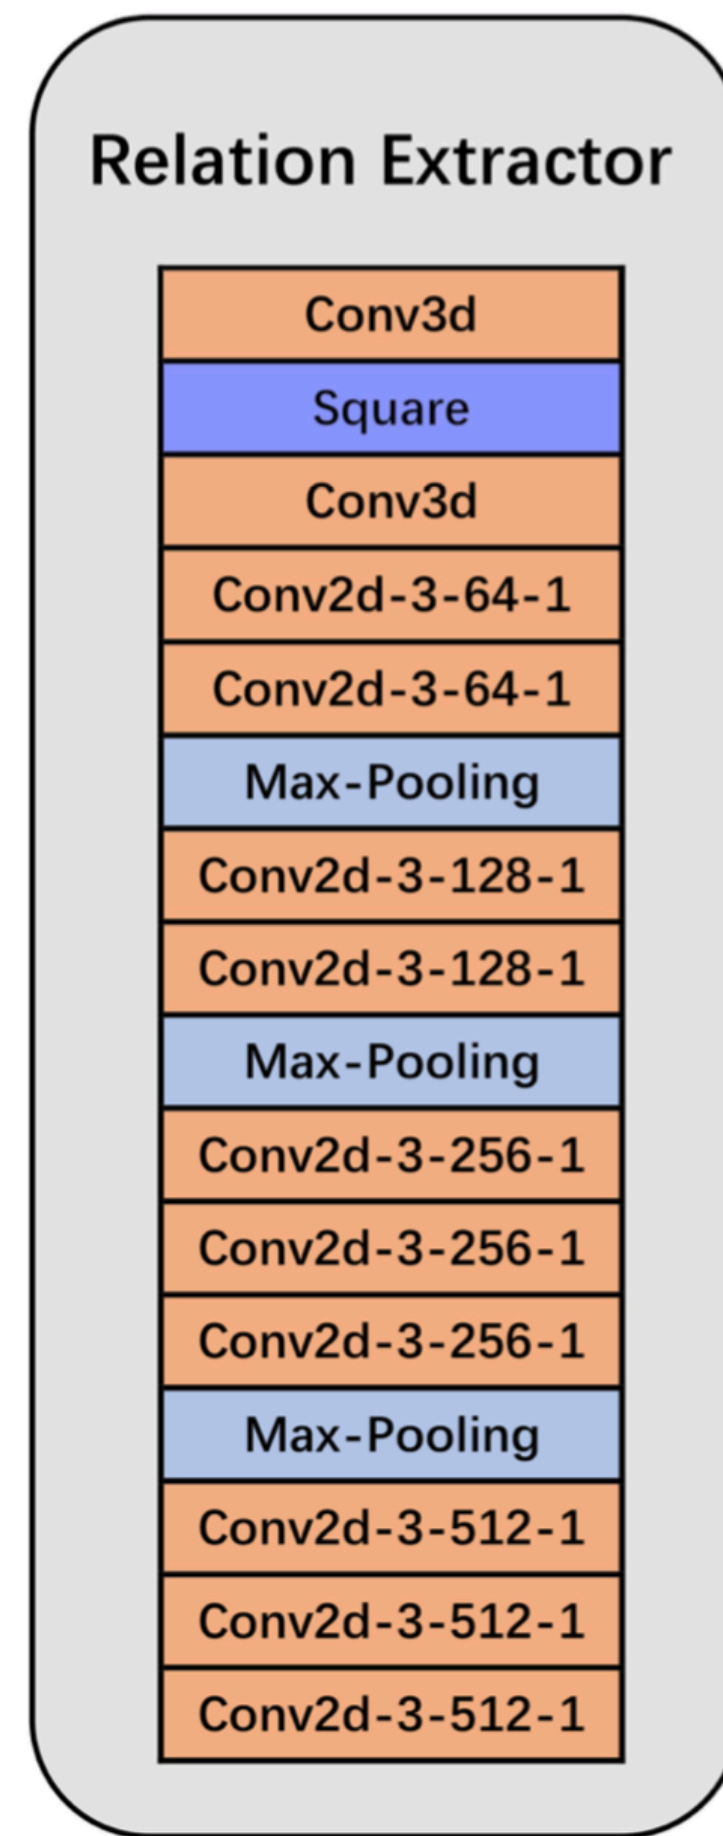 Relation Extractor
Conv3d
Square
Conv3d
Conv2d-3-64-1
Conv2d-3-64-1
Max-Pooling
Conv2d-3-128-1
Conv2d-3-128-1
Max-Pooling
Conv2d-3-256-1
Conv2d-3-256-1
Conv2d-3-256-1
Max-Pooling
Conv2d-3-512-1
Conv2d-3-512-1
Conv2d-3-512-1